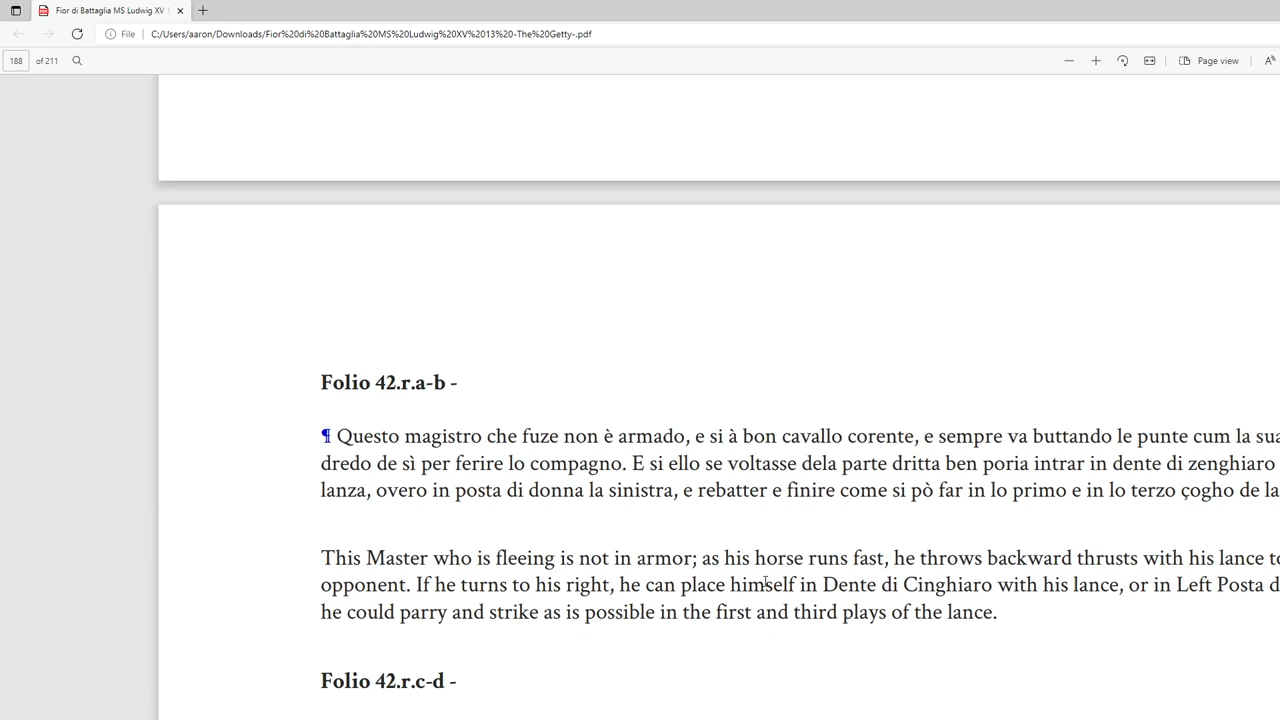 Fior di Battaglia MS Ludwig XV 1
File C:/Users/aaron/Downloads/Fior%20di%20Battaglia%20MS%20Ludwig%20XV%2013%20-The%20Getty-.pdf
188 of 211 Page view
Folio 42.r.a-b -
¶ Questo magistro che fuze non è armado, e si à bon cavallo corente, e sempre va buttando le punte cum la sua
dredo de sì per ferire lo compagno. E si ello se voltasse dela parte dritta ben poria intrar in dente di zenghiaro
lanza, overo in posta di donna la sinistra, e rebatter e finire come si pò far in lo primo e in lo terzo çogho de la
This Master who is fleeing is not in armor; as his horse runs fast, he throws backward thrusts with his lance to
opponent. If he turns to his right, he can place himself in Dente di Cinghiaro with his lance, or in Left Posta d
he could parry and strike as is possible in the first and third plays of the lance.
Folio 42.r.c-d -